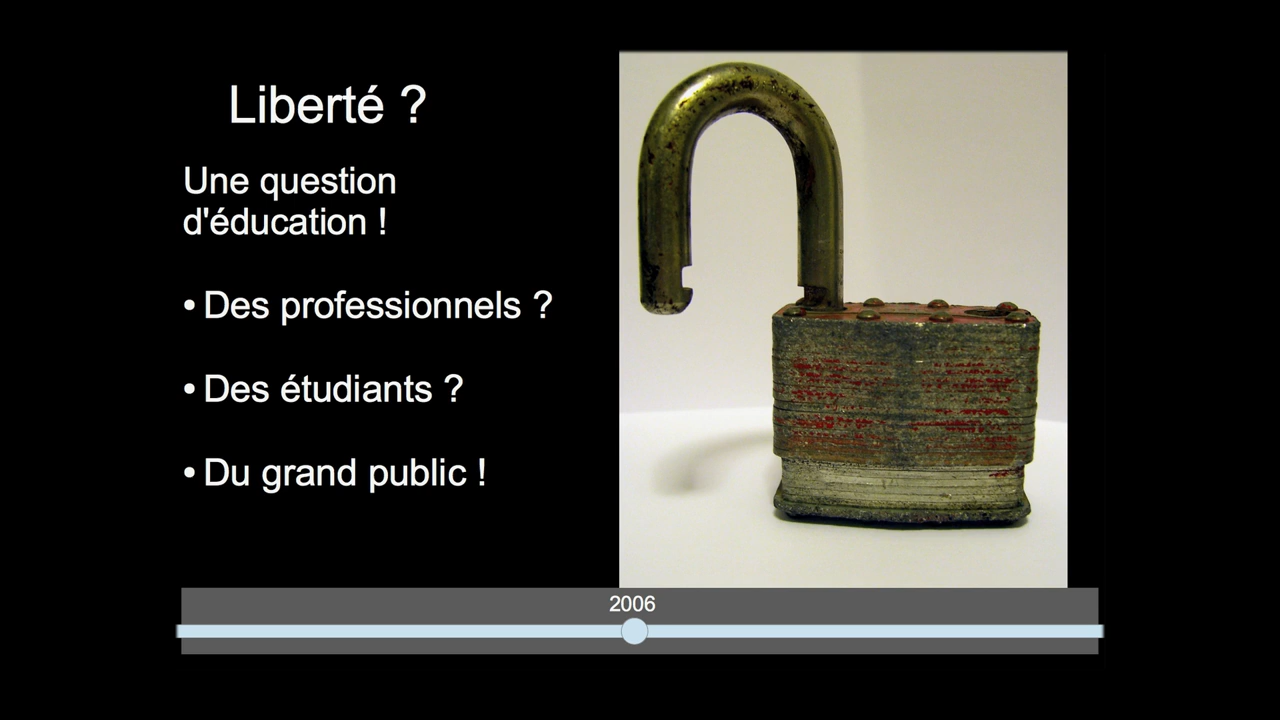 Liberté ?
Une question
d'éducation !
• Des professionnels ?
• Des étudiants ?
• Du grand public !
2006